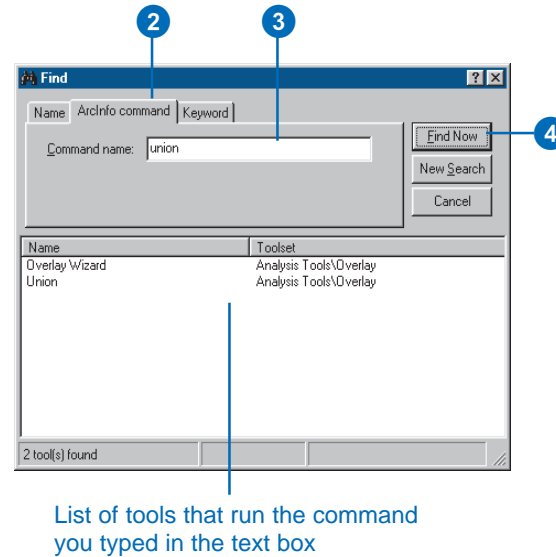 2
3
Find
Name ArcInfo command Keyword
Command name: union
Find Now
4
New Search
Cancel
Name Toolset
Overlay Wizard Analysis Tools\Overlay
Union Analysis Tools\Overlay
2 tool(s) found
List of tools that run the command
you typed in the text box